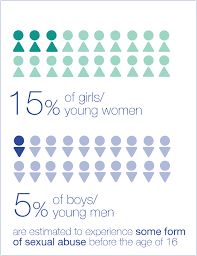 15% of girls/
young women
5% of boys/
young men
are estimated to experience some form
of sexual abuse before the age of 16